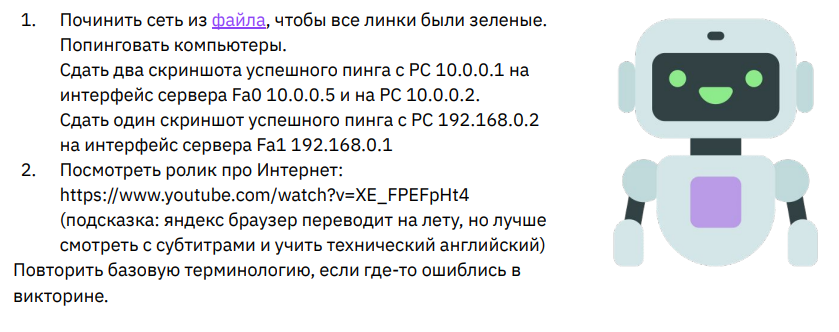 1. Починить сеть из файла, чтобы все линки были зеленые.
Попинговать компьютеры.
Сдать два скриншота успешного пинга с PC 10.0.0.1 на
интерфейс сервера Fa0 10.0.0.5 и на PC 10.0.0.2.
Сдать один скриншот успешного пинга с PC 192.168.0.2
на интерфейс сервера Fa1 192.168.0.1
2. Посмотреть ролик про Интернет:
https://www.youtube.com/watch?v=XE_FPEFpHt4
(подсказка: яндекс браузер переводит на лету, но лучше
смотреть с субтитрами и учить технический английский)
Повторить базовую терминологию, если где-то ошиблись в
викторине.